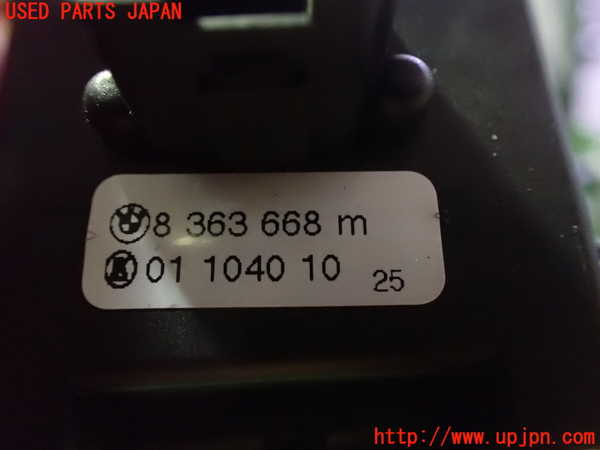 USED PARTS JAPAN
8 363 668 m
01 1040 10 25
http://www.upjpn.com/